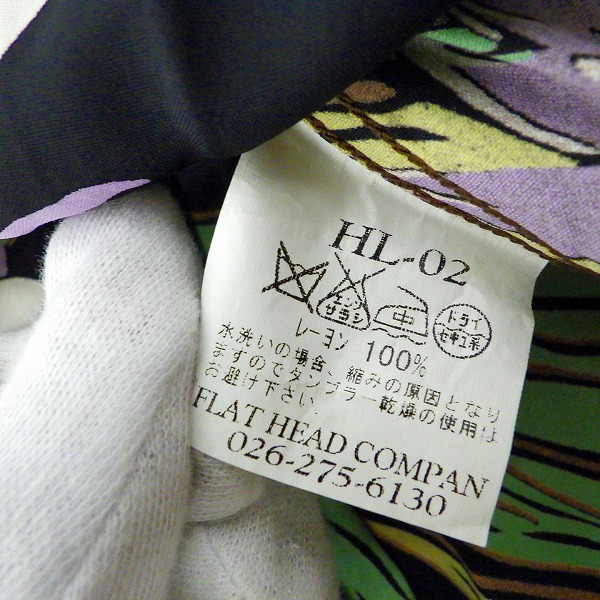 HL-02
エンソ
サラシ
中
ドライ
セキユ系
レーヨン 100%
水洗いの場合、縮みの原因となり
ますのでタンブラー乾燥の使用は
お避け下さい。
FLAT HEAD COMPAN
026-275-6130